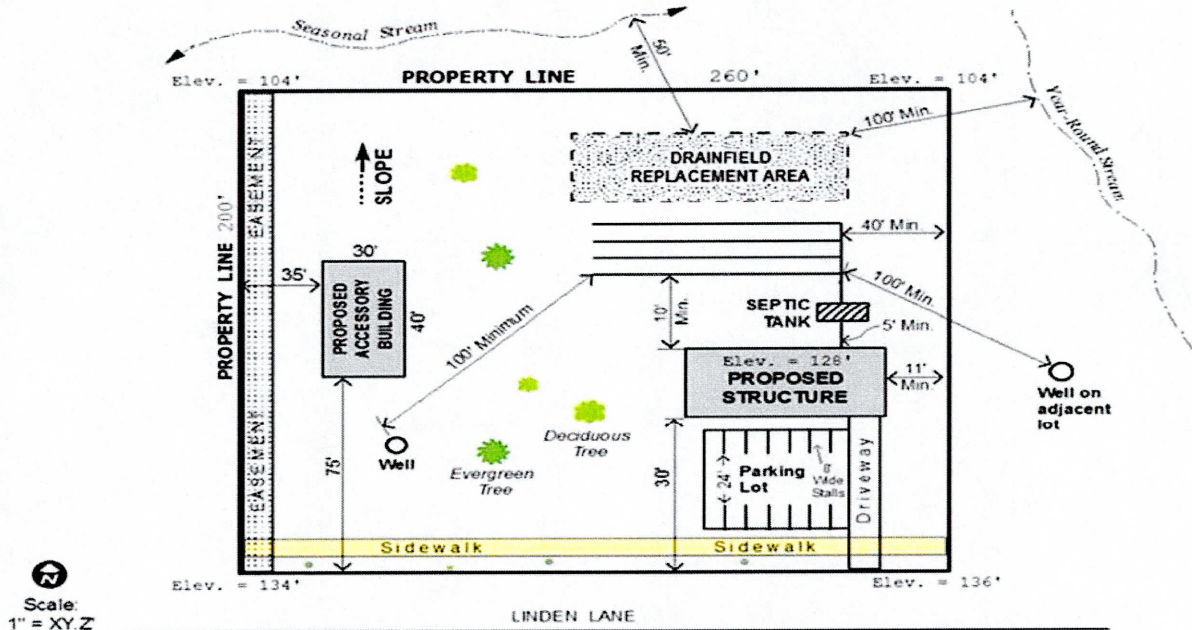 Seasonal Stream
50'
Min.
Elev. = 104'
PROPERTY LINE 260'
Elev. = 104'
Year-Round Stream
100' Min.
EASEMENT
SLOPE
DRAINFIELD
REPLACEMENT AREA
PROPERTY LINE 200'
30'
40' Min.
35'
PROPOSED
ACCESSORY
BUILDING
40'
100' Minimum
10'
Min.
SEPTIC
TANK
100' Min.
5' Min.
Elev. = 128'
PROPOSED
STRUCTURE
11'
Min.
Well on
adjacent
lot
EASEMENT
75'
Well
Deciduous
Tree
Evergreen
Tree
30'
24'
Parking
Lot
8'
Wide
Stalls
Driveway
Sidewalk
Sidewalk
Elev. = 134'
Elev. = 136'
N
Scale:
1" = XY.Z'
LINDEN LANE